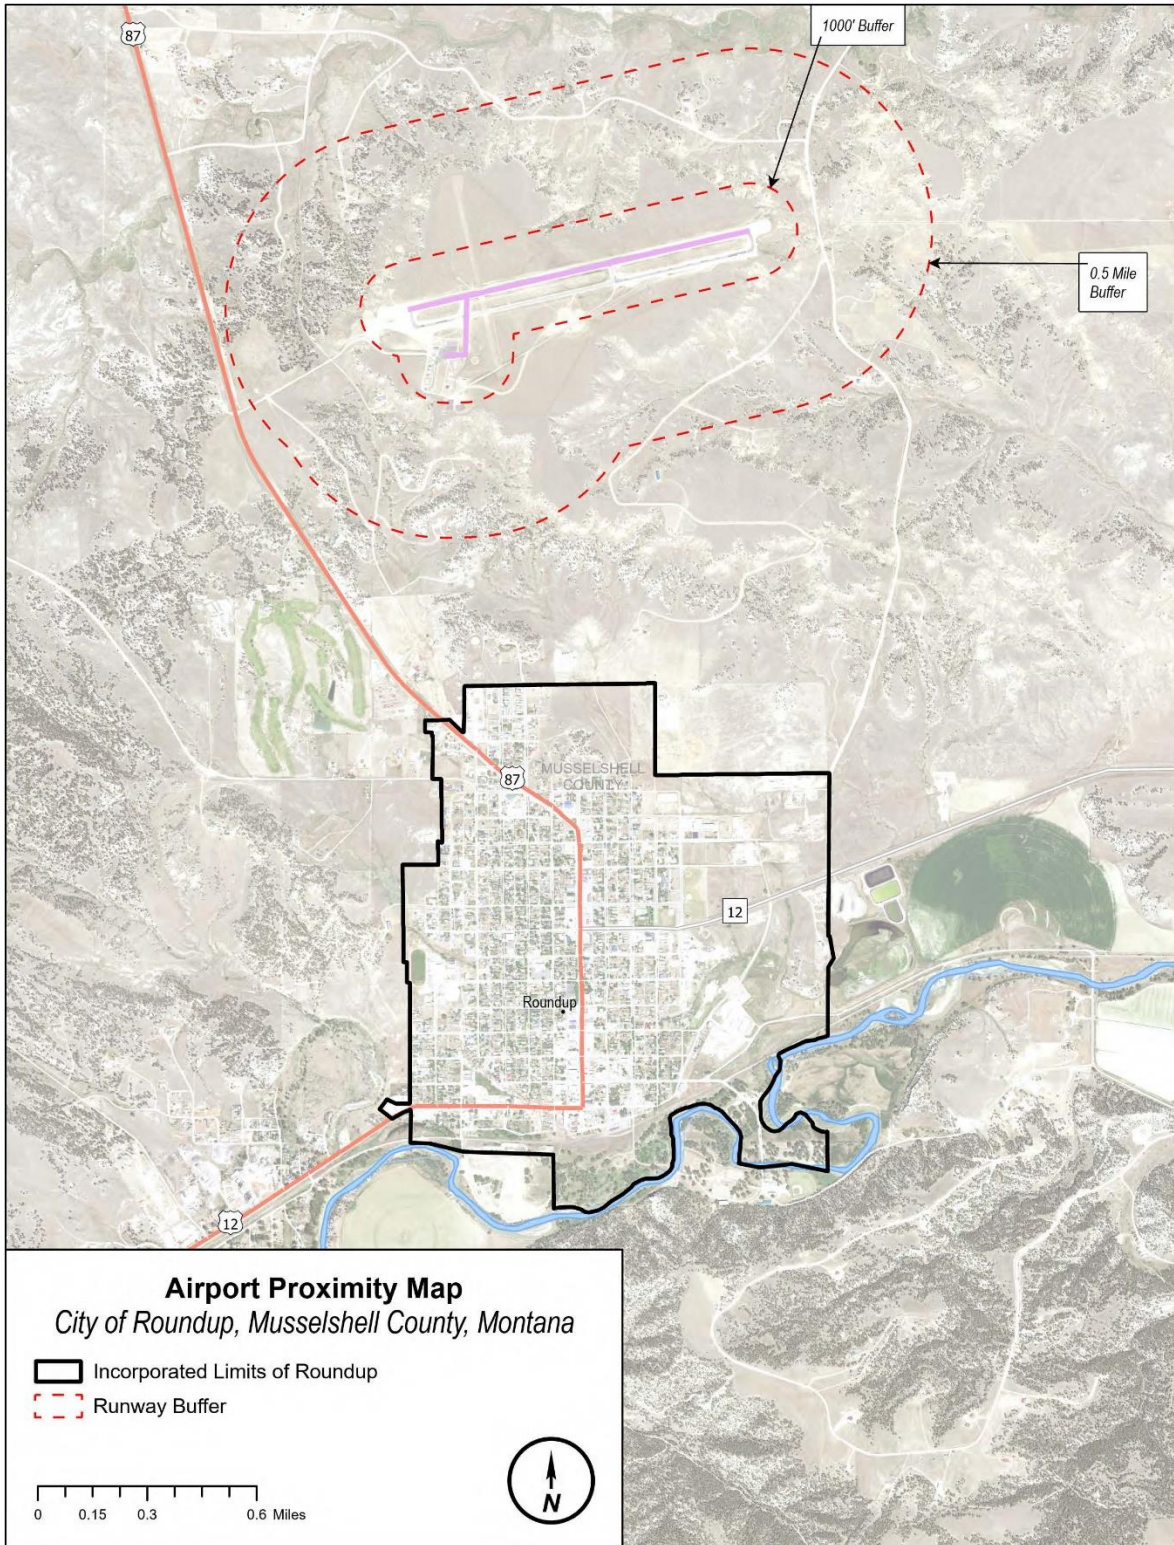 87
1000' Buffer
0.5 Mile
Buffer
87
MUSSELSHELL
COUNTY
12
Roundup
12
Airport Proximity Map
City of Roundup, Musselshell County, Montana
Incorporated Limits of Roundup
Runway Buffer
N
0 0.15 0.3 0.6 Miles